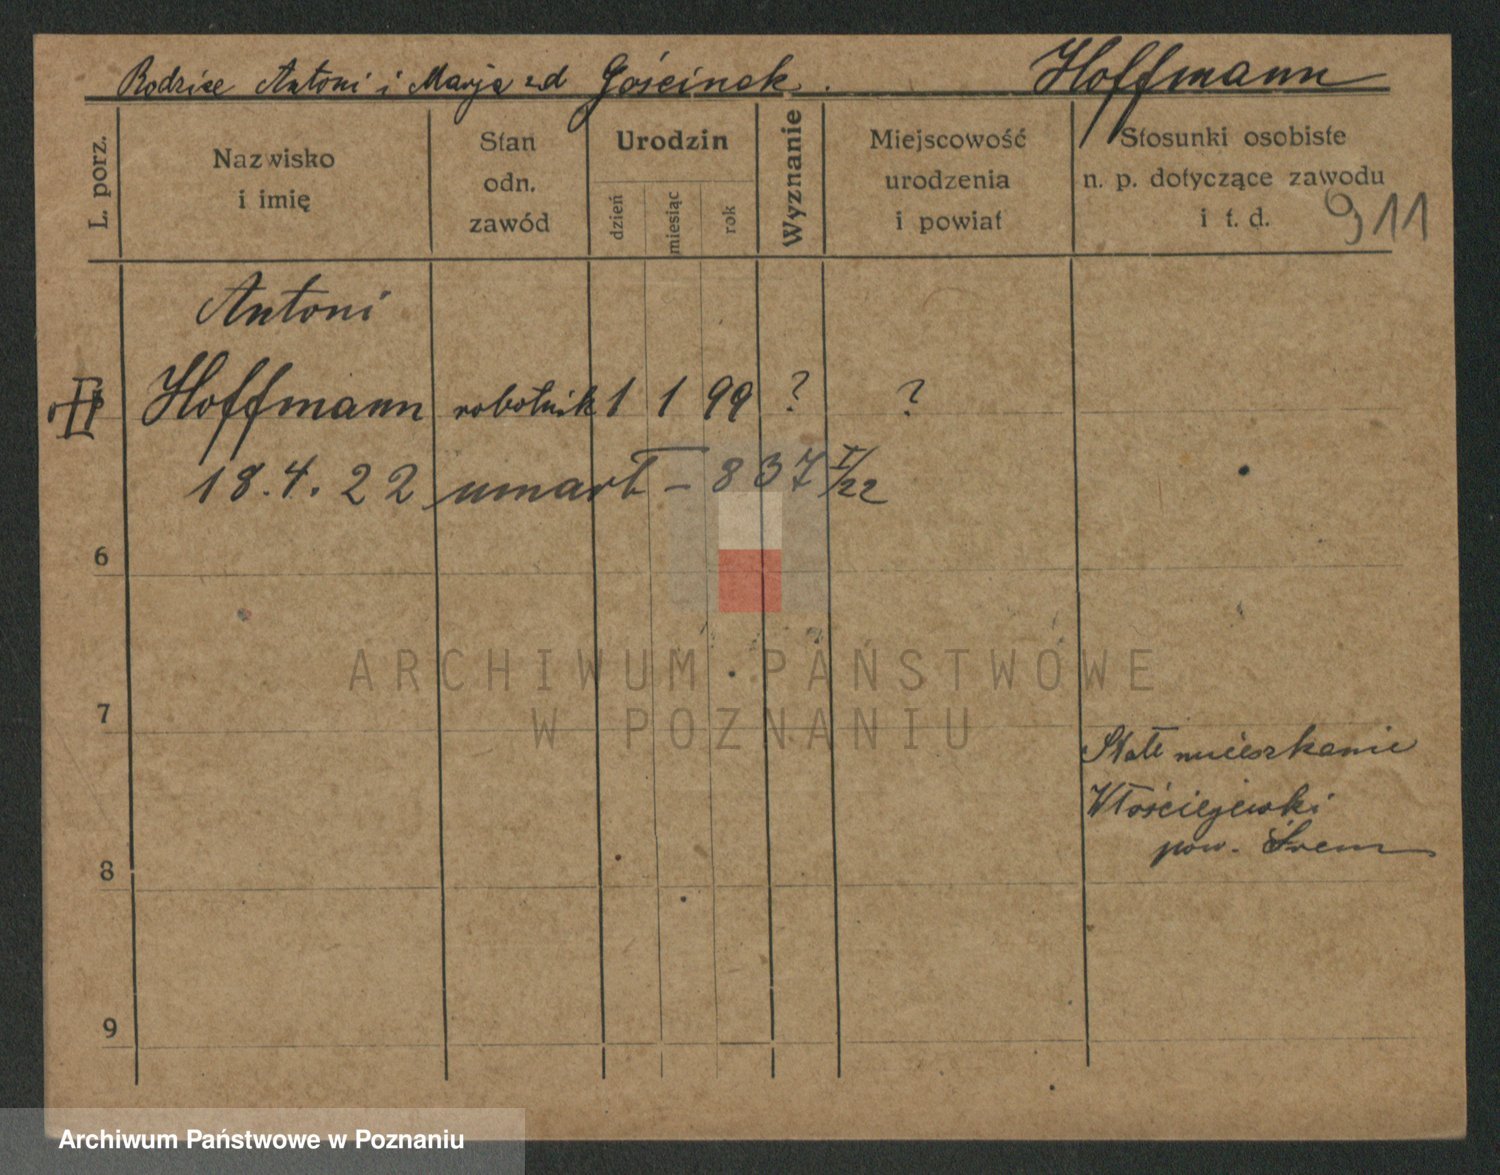 Rodzice Antoni i Marja zd Gościnak. Hoffmann
L. porz.
Nazwisko
i imię
Stan
odn.
zawód
Urodzin
dzień
miesiąc
rok
Wyznanie
Miejscowość
urodzenia
i powiat
Stosunki osobiste
n. p. dotyczące zawodu
i t. d.
911
Antoni
Hoffmann robotnik 1 1 99 ? ?
18.4.22 umarł – 837 I/22
6
7
Stałe mieszkanie
Włościejewki
pow. Śrem
8
9
ARCHIWUM PAŃSTWOWE
W POZNANIU
Archiwum Państwowe w Poznaniu